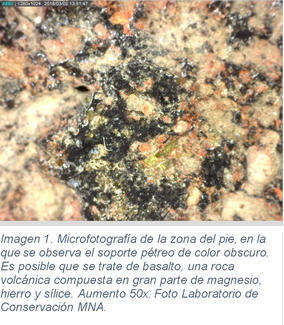 1280x1024 2018/03/02 13:51:47
Imagen 1. Microfotografía de la zona del pie, en la
que se observa el soporte pétreo de color obscuro.
Es posible que se trate de basalto, una roca
volcánica compuesta en gran parte de magnesio,
hierro y sílice. Aumento 50x. Foto Laboratorio de
Conservación MNA.